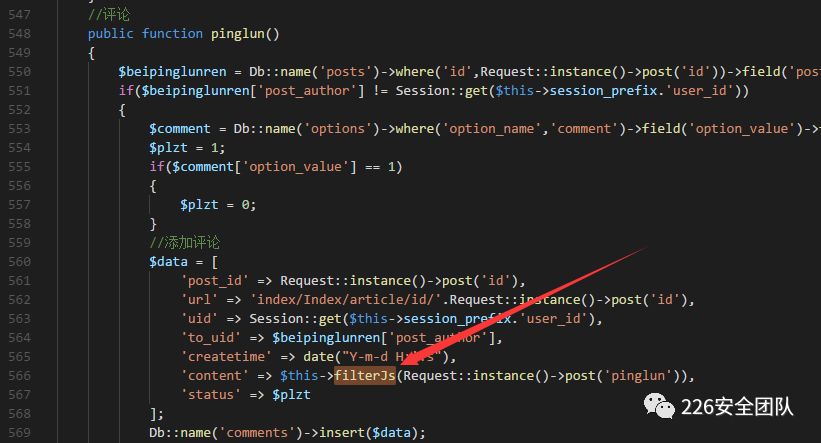 547 //评论
548 public function pinglun()
549 {
550 $beipinglunren = Db::name('posts')->where('id',Request::instance()->post('id'))->field('pos
551 if($beipinglunren['post_author'] != Session::get($this->session_prefix.'user_id'))
552 {
553 $comment = Db::name('options')->where('option_name','comment')->field('option_value')->
554 $plzt = 1;
555 if($comment['option_value'] == 1)
556 {
557 $plzt = 0;
558 }
559 //添加评论
560 $data = [
561 'post_id' => Request::instance()->post('id'),
562 'url' => 'index/Index/article/id/'.Request::instance()->post('id'),
563 'uid' => Session::get($this->session_prefix.'user_id'),
564 'to_uid' => $beipinglunren['post_author'],
565 'createtime' => date("Y-m-d
566 'content' => $this->filterJs(Request::instance()->post('pinglun')),
567 'status' => $plzt
568 ];
569 Db::name('comments')->insert($data);
226安全团队